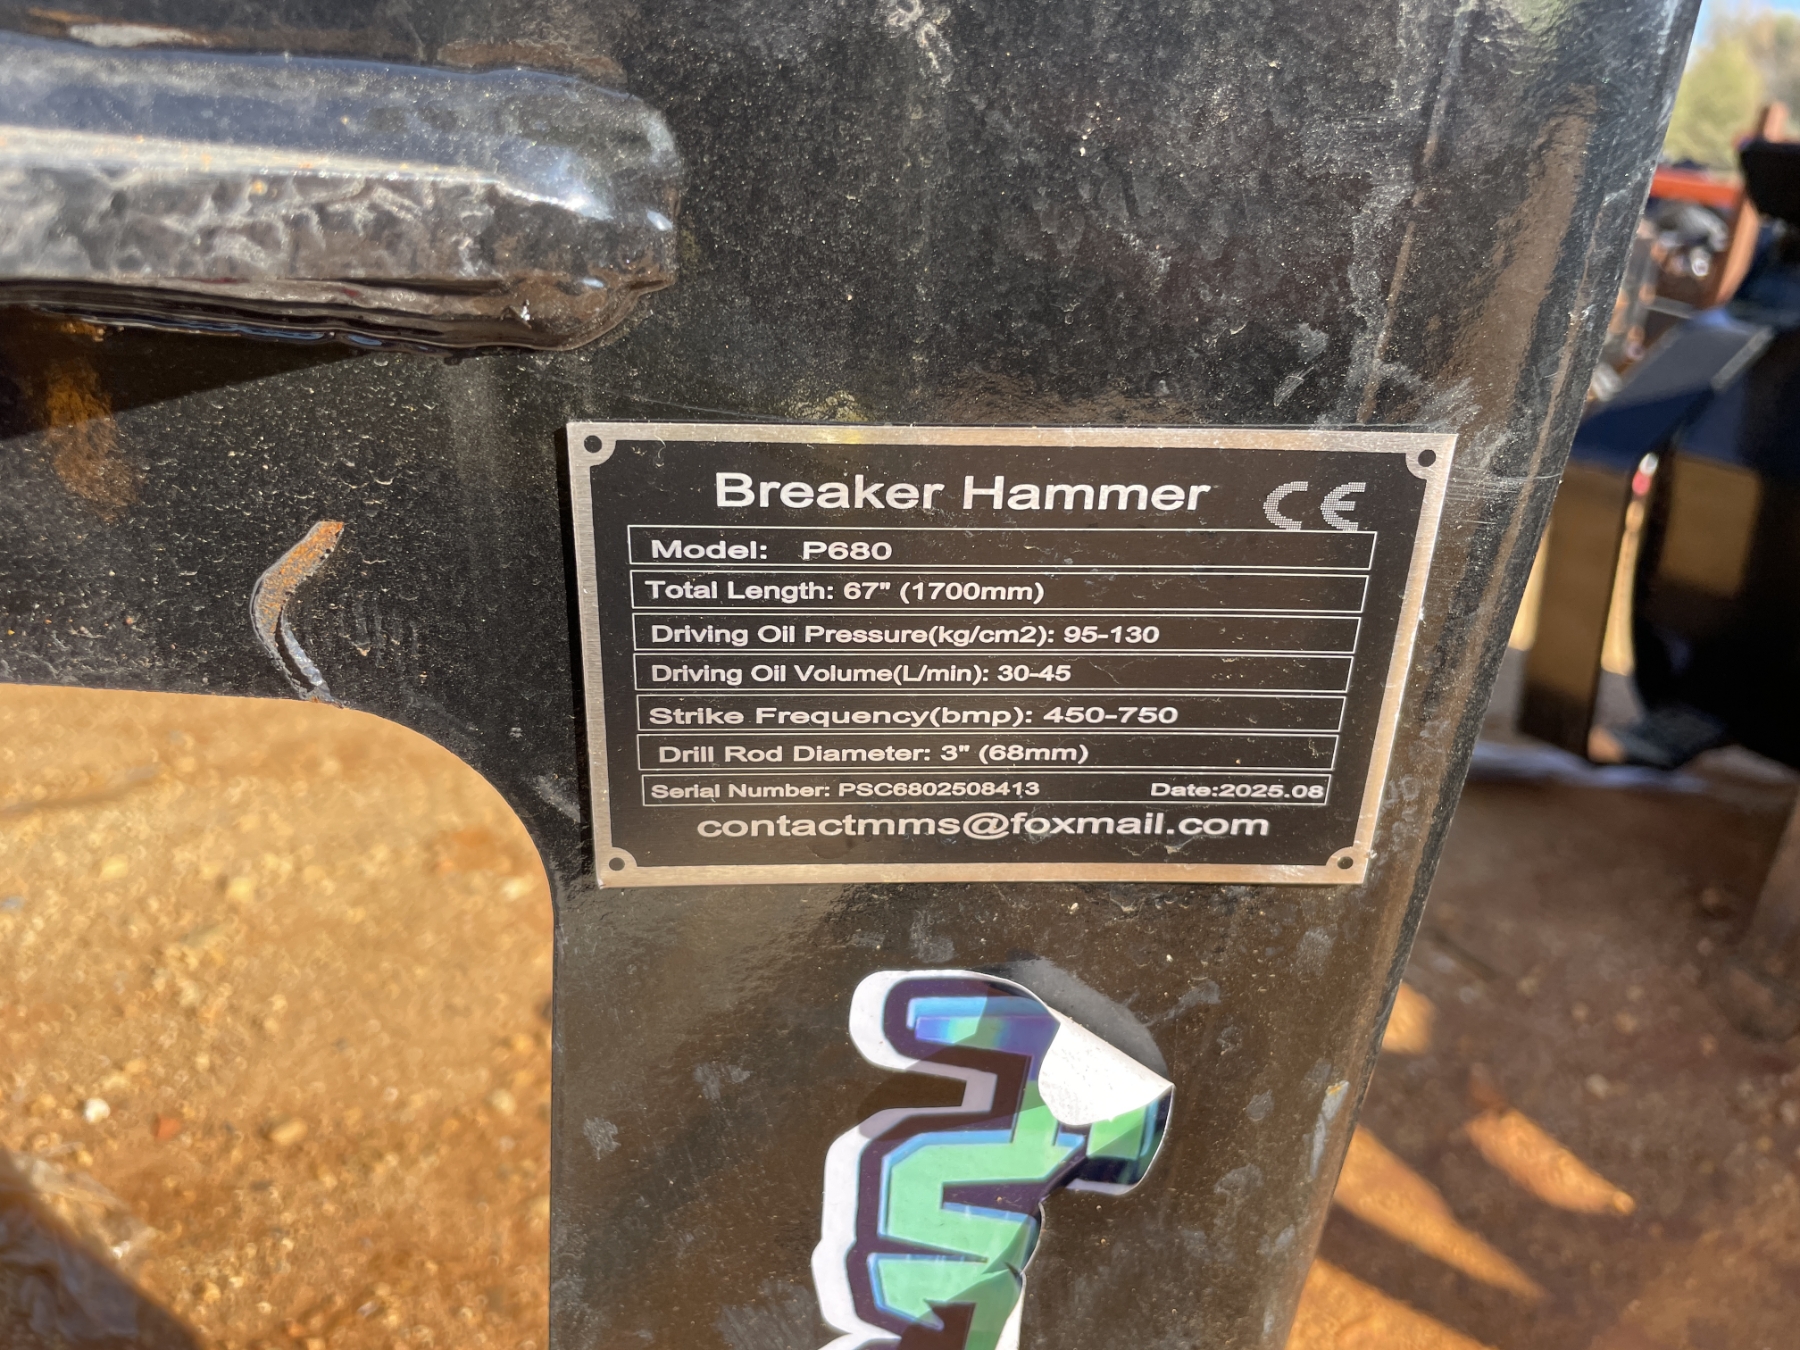 Breaker Hammer CE
Model: P680
Total Length: 67" (1700mm)
Driving Oil Pressure(kg/cm2): 95-130
Driving Oil Volume(L/min): 30-45
Strike Frequency(bmp): 450-750
Drill Rod Diameter: 3" (68mm)
Serial Number: PSC6802508413 Date:2025.08
contactmms@foxmail.com